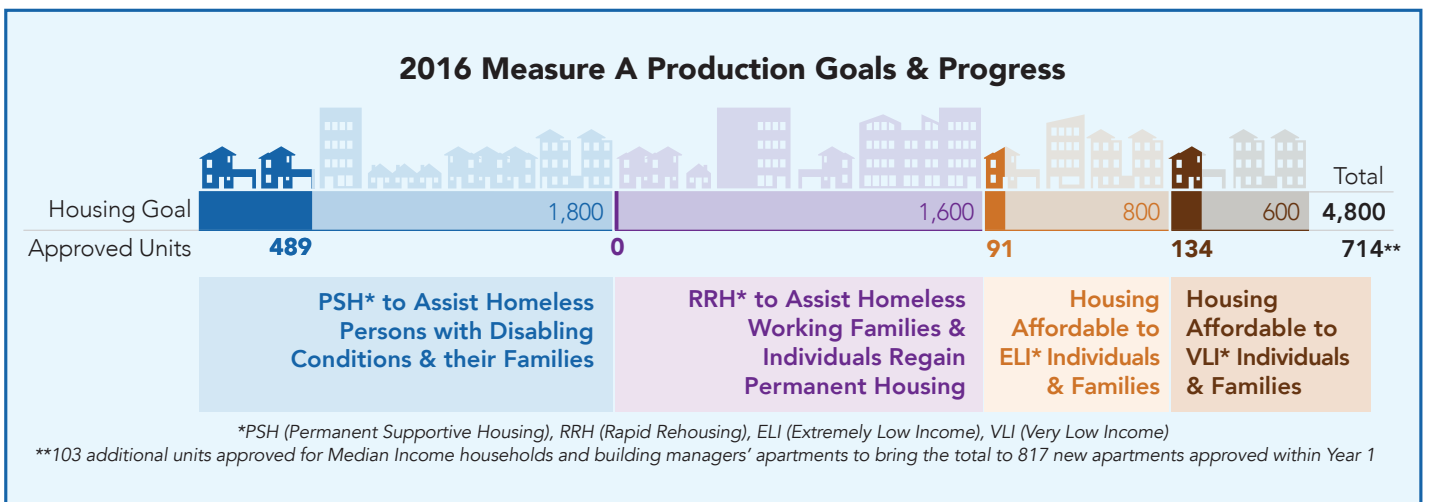 2016 Measure A Production Goals & Progress
Total
Housing Goal 1,800 1,600 800 600 4,800
Approved Units 489 0 91 134 714**
PSH* to Assist Homeless
Persons with Disabling
Conditions & their Families
RRH* to Assist Homeless
Working Families &
Individuals Regain
Permanent Housing
Housing
Affordable to
ELI* Individuals
& Families
Housing
Affordable to
VLI* Individuals
& Families
*PSH (Permanent Supportive Housing), RRH (Rapid Rehousing), ELI (Extremely Low Income), VLI (Very Low Income)
**103 additional units approved for Median Income households and building managers’ apartments to bring the total to 817 new apartments approved within Year 1